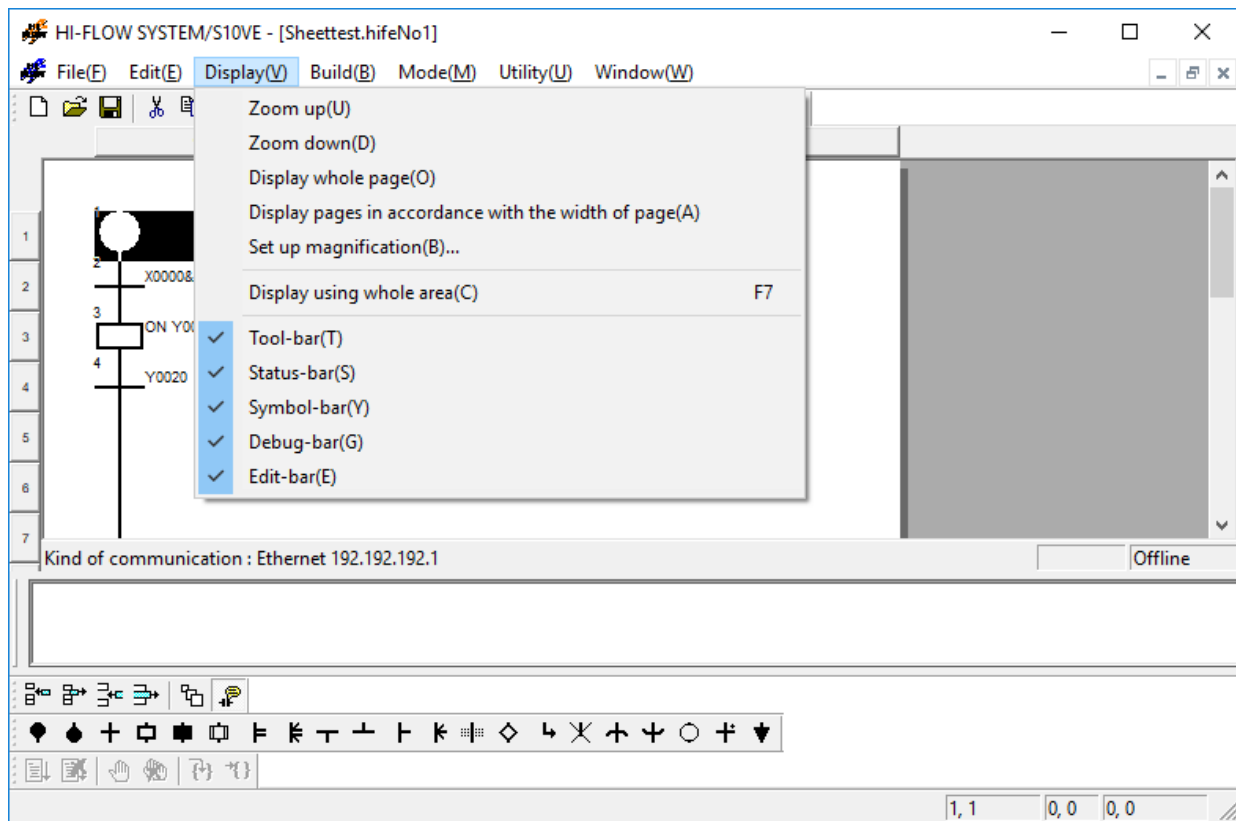 HI-FLOW SYSTEM/S10VE - [Sheettest.hifeNo1]
File(F) Edit(E) Display(V) Build(B) Mode(M) Utility(U) Window(W)
Zoom up(U)
Zoom down(D)
Display whole page(O)
Display pages in accordance with the width of page(A)
Set up magnification(B)...
Display using whole area(C) F7
Tool-bar(T)
Status-bar(S)
Symbol-bar(Y)
Debug-bar(G)
Edit-bar(E)
1
1
2
2 X0000&
3
3 ON Y00
4
4 Y0020
5
6
7
Kind of communication : Ethernet 192.192.192.1 Offline
1, 1 0, 0 0, 0